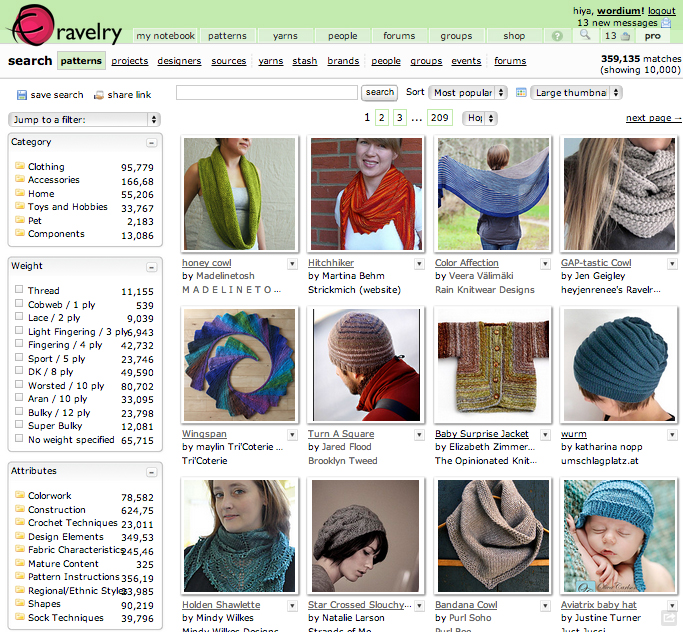 hiya, wordium! logout
13 new messages
ravelry
my notebook patterns yarns people forums groups shop ? 13 pro
search patterns projects designers sources yarns stash brands people groups events forums
359,135 matches
(showing 10,000)
save search share link
search Sort Most popular Large thumbnai
Jump to a filter:
1 2 3 ... 209
next page →
Category
Clothing 95,779
Accessories 166,68
Home 55,206
Toys and Hobbies 33,767
Pet 2,183
Components 13,086
Weight
Thread 11,155
Cobweb / 1 ply 539
Lace / 2 ply 9,039
Light Fingering / 3 ply 6,943
Fingering / 4 ply 42,732
Sport / 5 ply 23,746
DK / 8 ply 49,590
Worsted / 10 ply 80,702
Aran / 10 ply 33,095
Bulky / 12 ply 23,798
Super Bulky 12,081
No weight specified 65,715
Attributes
Colorwork 78,582
Construction 624,75
Crochet Techniques 23,011
Design Elements 349,53
Fabric Characteristics 245,46
Mature Content 325
Pattern Instructions 356,19
Regional/Ethnic Styles 23,985
Shapes 90,219
Sock Techniques 39,796
honey cowl
by Madelinetosh
M A D E L I N E T O ...
Hitchhiker
by Martina Behm
Strickmich (website)
Color Affection
by Veera Välimäki
Rain Knitwear Designs
GAP-tastic Cowl
by Jen Geigley
heyjenrenee's Ravelr...
Wingspan
by maylin Tri'Coterie ...
Tri'Coterie
Turn A Square
by Jared Flood
Brooklyn Tweed
Baby Surprise Jacket
by Elizabeth Zimmer...
The Opinionated Knit...
wurm
by katharina nopp
umschlagplatz.at
Holden Shawlette
by Mindy Wilkes
Mindy Wilkes Designs
Star Crossed Slouchy...
by Natalie Larson
Strands of Me
Bandana Cowl
by Purl Soho
Purl Bee
Aviatrix baby hat
by Justine Turner
Just Jussi